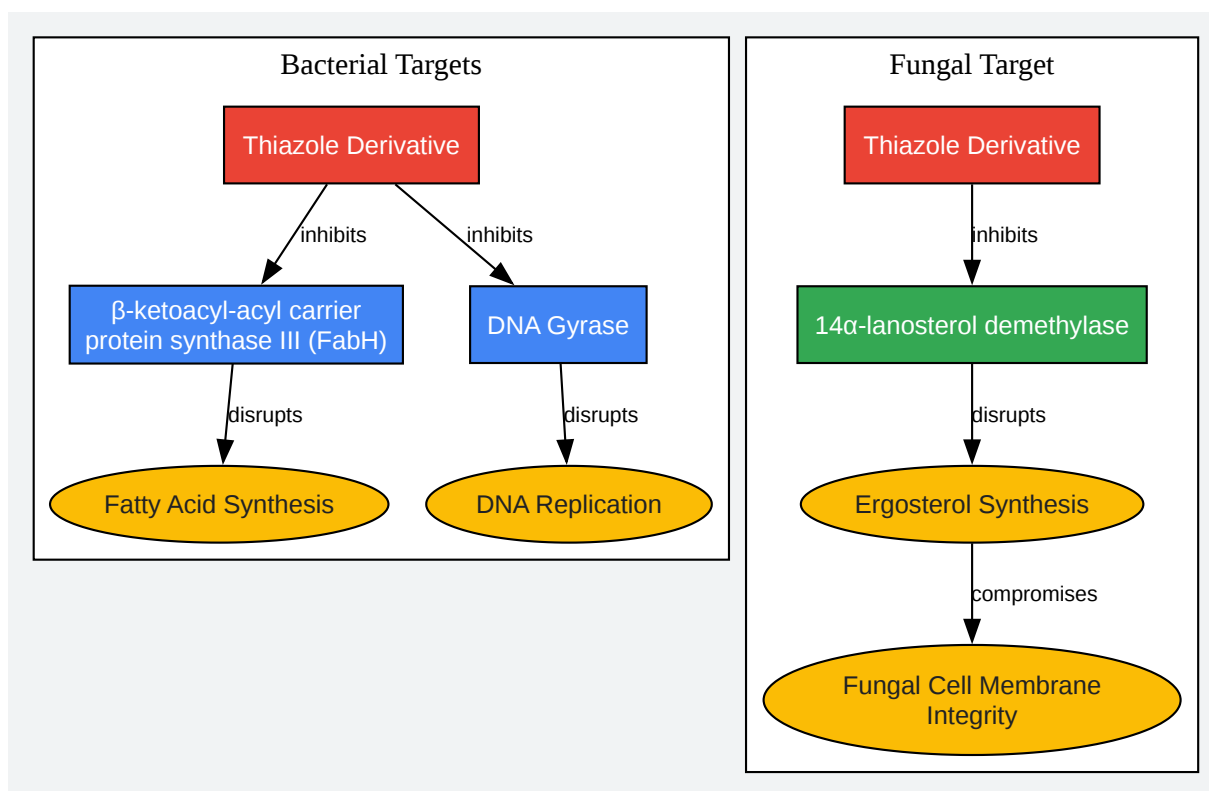 Bacterial Targets
Thiazole Derivative
inhibits
inhibits
β-ketoacyl-acyl carrier
protein synthase III (FabH)
DNA Gyrase
disrupts
disrupts
Fatty Acid Synthesis
DNA Replication
Fungal Target
Thiazole Derivative
inhibits
14α-lanosterol demethylase
disrupts
Ergosterol Synthesis
compromises
Fungal Cell Membrane
Integrity